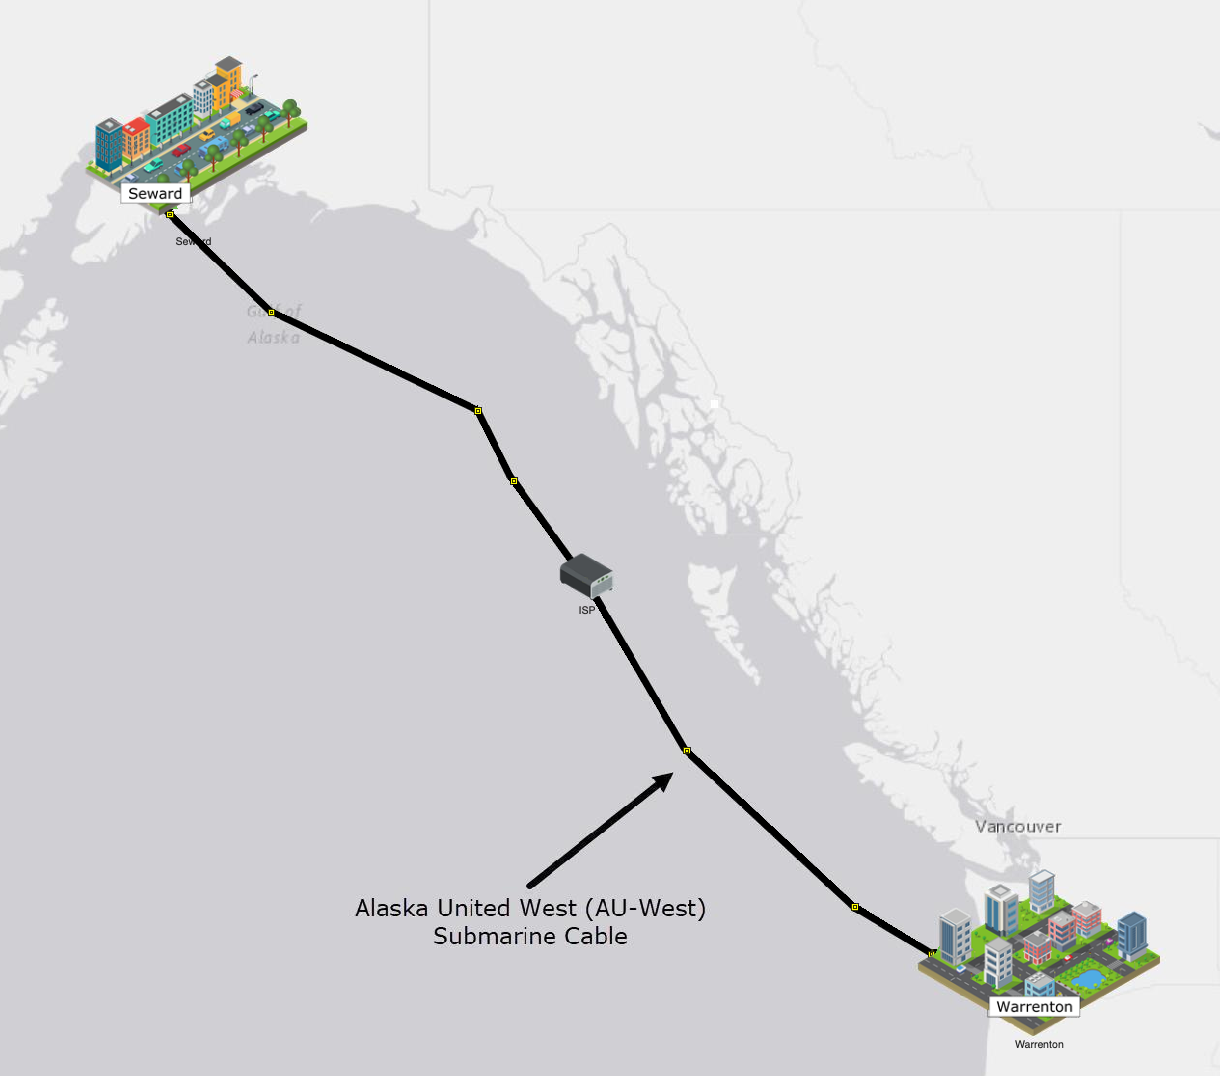 Seward
Seward
Gulf of
Alaska
ISP
Vancouver
Alaska United West (AU-West)
Submarine Cable
Warrenton
Warrenton